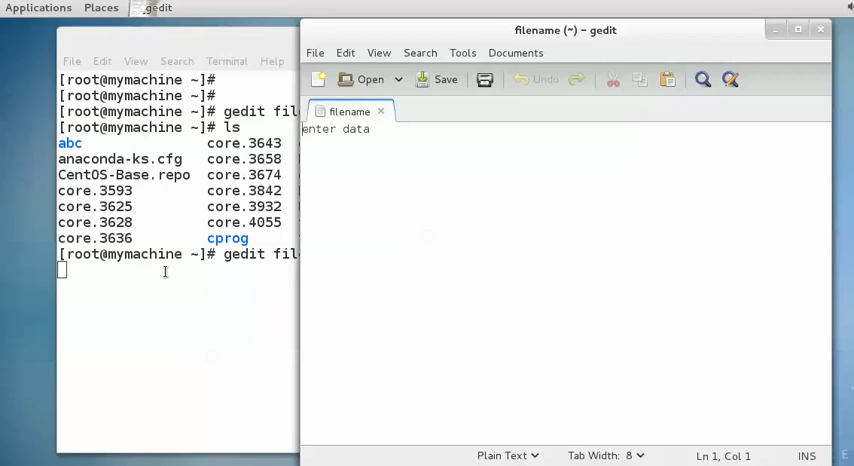 Applications Places gedit
filename (~) – gedit
File Edit View Search Terminal Help
[root@mymachine ~]#
[root@mymachine ~]#
[root@mymachine ~]# gedit fil
[root@mymachine ~]# ls
abc core.3643
anaconda-ks.cfg core.3658
CentOS-Base.repo core.3674
core.3593 core.3842
core.3625 core.3932
core.3628 core.4055
core.3636 cprog
[root@mymachine ~]# gedit fil
File Edit View Search Tools Documents
Open Save Undo
filename
enter data
Plain Text Tab Width: 8 Ln 1, Col 1 INS
E